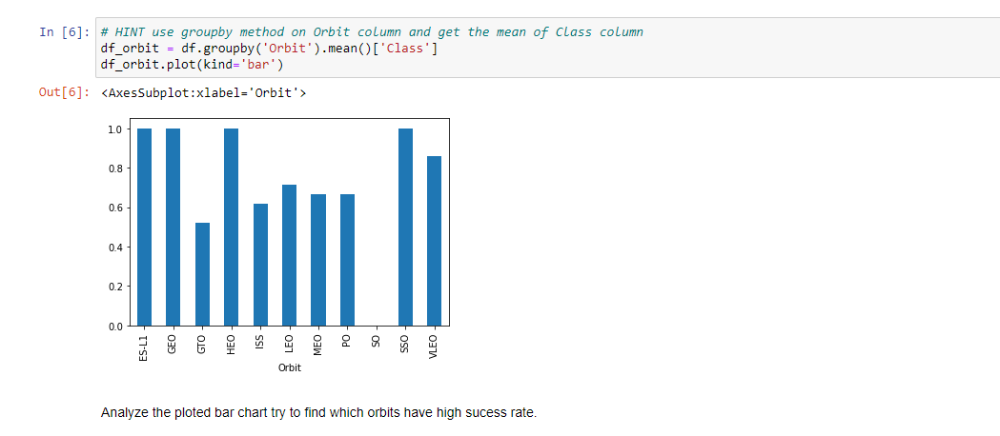 In [6]: # HINT use groupby method on Orbit column and get the mean of Class column
df_orbit = df.groupby('Orbit').mean()['Class']
df_orbit.plot(kind='bar')
Out[6]: <AxesSubplot:xlabel='Orbit'>
1.0
0.8
0.6
0.4
0.2
0.0
ES-L1
GEO
GTO
HEO
ISS
LEO
MEO
PO
SO
SSO
VLEO
Orbit
Analyze the ploted bar chart try to find which orbits have high sucess rate.